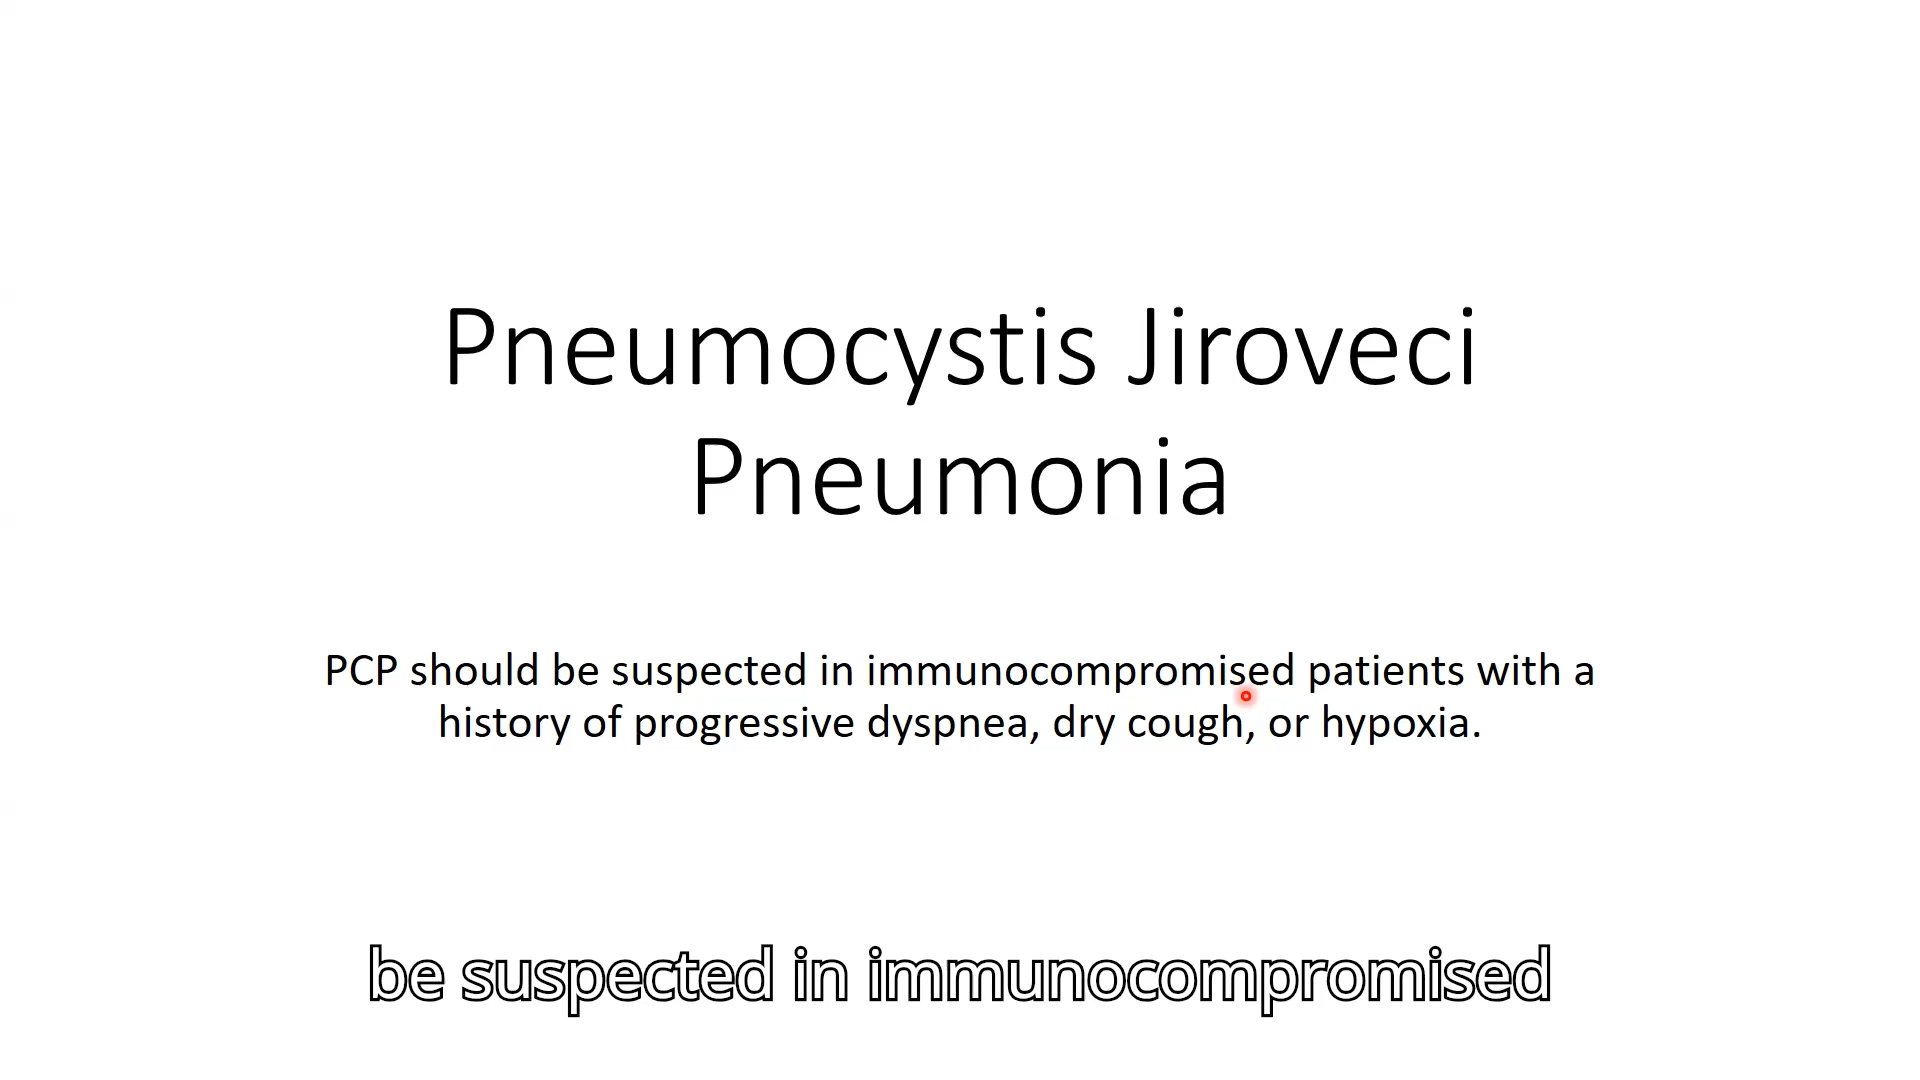 Pneumocystis Jiroveci
Pneumonia
PCP should be suspected in immunocompromised patients with a
history of progressive dyspnea, dry cough, or hypoxia.
be suspected in immunocompromised